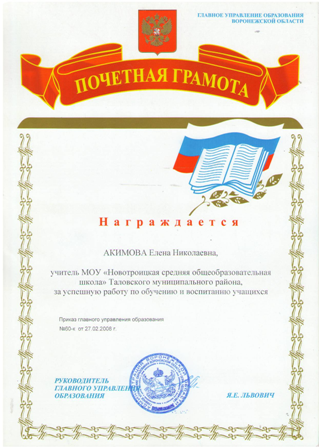 ГЛАВНОЕ УПРАВЛЕНИЕ ОБРАЗОВАНИЯ
ВОРОНЕЖСКОЙ ОБЛАСТИ
ПОЧЕТНАЯ ГРАМОТА
Награждается
АКИМОВА Елена Николаевна,
учитель МОУ «Новотроицкая средняя общеобразовательная
школа» Таловского муниципального района,
за успешную работу по обучению и воспитанию учащихся
Приказ главного управления образования
от 27.02.2008 г.
РУКОВОДИТЕЛЬ
ГЛАВНОГО УПРАВЛЕНИЯ
ОБРАЗОВАНИЯ
Я.Е. ЛЬВОВИЧ